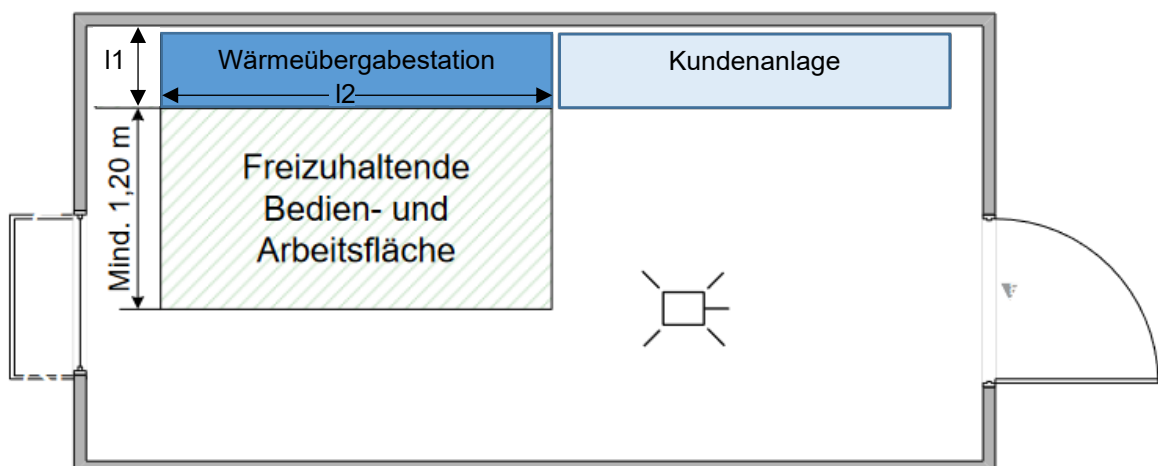 l1
Wärmeübergabestation
l2
Kundenanlage
Mind. 1,20 m
Freizuhaltende
Bedien- und
Arbeitsfläche